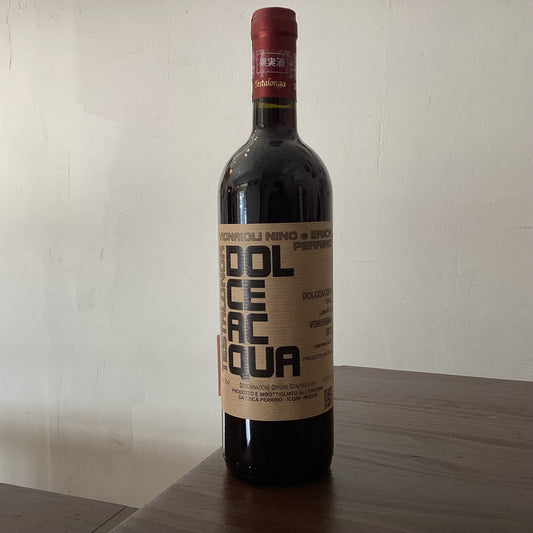 果実酒
Testalonga
VIGNAIOLI NINO e ERICA
PERRINO
TESTALONGA
DOL
CE
AC
QUA
DENOMINAZIONE ORIGINE CONTROLLATA
PRODOTTO E IMBOTTIGLIATO ALL'ORIGINE
DA ERICA PERRINO
DOLCEACQUA